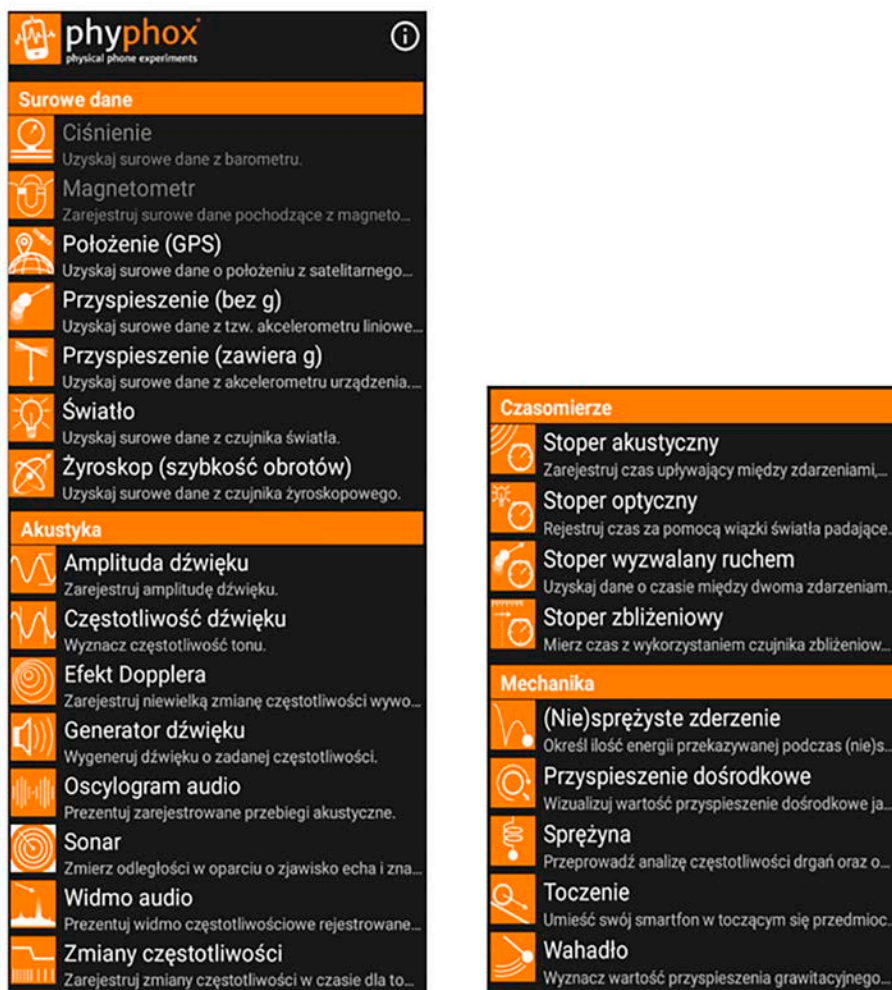 phyphox
physical phone experiments
Surowe dane
Ciśnienie
Uzyskaj surowe dane z barometru.
Magnetometr
Zarejestruj surowe dane pochodzące z magneto...
Położenie (GPS)
Uzyskaj surowe dane o położeniu z satelitarnego...
Przyspieszenie (bez g)
Uzyskaj surowe dane z tzw. akcelerometru liniowe...
Przyspieszenie (zawiera g)
Uzyskaj surowe dane z akcelerometru urządzenia....
Światło
Uzyskaj surowe dane z czujnika światła.
Żyroskop (szybkość obrotów)
Uzyskaj surowe dane z czujnika żyroskopowego.
Akustyka
Amplituda dźwięku
Zarejestruj amplitudę dźwięku.
Częstotliwość dźwięku
Wyznacz częstotliwość tonu.
Efekt Dopplera
Zarejestruj niewielką zmianę częstotliwości wywo...
Generator dźwięku
Wygeneruj dźwięku o zadanej częstotliwości.
Oscylogram audio
Prezentuj zarejestrowane przebiegi akustyczne.
Sonar
Zmierz odległości w oparciu o zjawisko echa i zna...
Widmo audio
Prezentuj widmo częstotliwościowe rejestrowane...
Zmiany częstotliwości
Zarejestruj zmiany częstotliwości w czasie dla to...
Czasomierze
Stoper akustyczny
Zarejestruj czas upływający między zdarzeniami,...
Stoper optyczny
Rejestruj czas za pomocą wiązki światła padające.
Stoper wyzwalany ruchem
Uzyskaj dane o czasie między dwoma zdarzeniam.
Stoper zbliżeniowy
Mierz czas z wykorzystaniem czujnika zbliżeniow...
Mechanika
(Nie)sprężyste zderzenie
Określ ilość energii przekazywanej podczas (nie)s...
Przyspieszenie dośrodkowe
Wizualizuj wartość przyspieszenie dośrodkowe ja...
Sprężyna
Przeprowadź analizę częstotliwości drgań oraz o...
Toczenie
Umieść swój smartfon w toczącym się przedmioc...
Wahadło
Wyznacz wartość przyspieszenia grawitacyjnego...